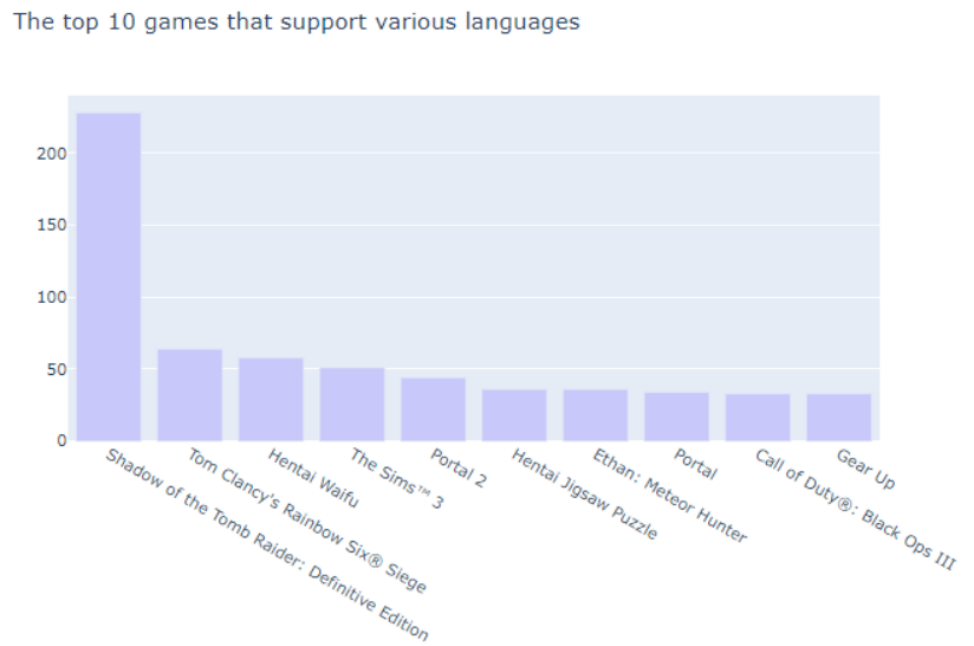 The top 10 games that support various languages
200
150
100
50
0
Shadow of the Tomb Raider: Definitive Edition
Tom Clancy's Rainbow Six® Siege
Hentai Waifu
The Sims™ 3
Portal 2
Hentai Jigsaw Puzzle
Ethan: Meteor Hunter
Portal
Call of Duty®: Black Ops III
Gear Up